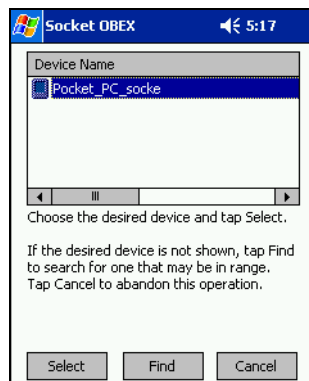 Socket OBEX 5:17
Device Name
Pocket_PC_socke
Choose the desired device and tap Select.
If the desired device is not shown, tap Find
to search for one that may be in range.
Tap Cancel to abandon this operation.
Select Find Cancel